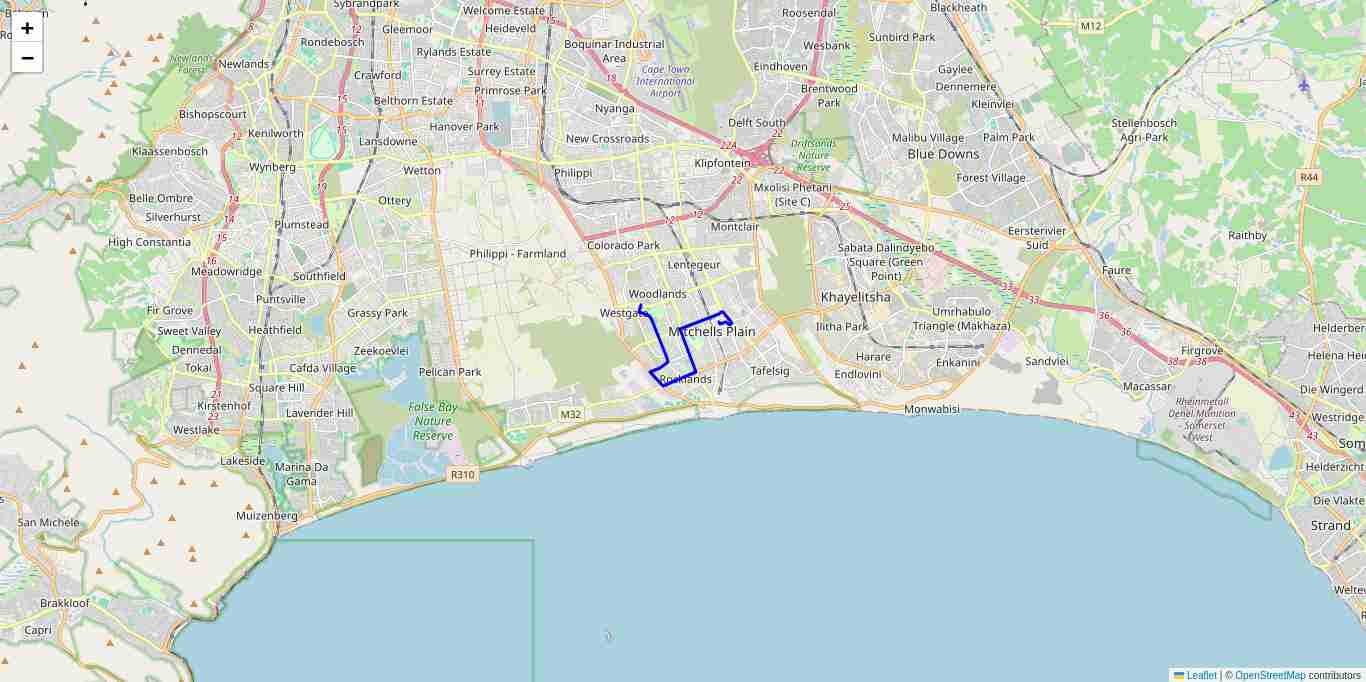 +
−
Sybrandpark
Welcome Estate
Blackheath
Roosendal
Gleemoor
Heideveld
M12
Rondebosch
Rylands Estate
Boquinar Industrial
Area
Wesbank
Sunbird Park
Newlands
Newlands
Forest
Crawford
Surrey Estate
Cape Town
International
Airport
Eindhoven
Gaylee
Primrose Park
Brentwood
Park
Dennemere
Belthorn Estate
Nyanga
Kleinvlei
Bishopscourt
Hanover Park
Delft South
Stellenbosch
Agri-Park
Kenilworth
Lansdowne
New Crossroads
Malibu Village
Palm Park
Klaassenbosch
Driftsands
Nature
Reserve
Blue Downs
Wynberg
Wetton
Philippi
Klipfontein
Forest Village
R44
Belle Ombre
Ottery
Mxolisi Phetani
(Site C)
Silverhurst
Plumstead
Montclair
Eersterivier
Suid
Raithby
High Constantia
Philippi - Farmland
Colorado Park
Sabata Dalindyebo
Square (Green
Point)
Meadowridge
Southfield
Lentegeur
Faure
Puntsville
Woodlands
Khayelitsha
Fir Grove
Grassy Park
Westgate
Umrhabulo
Triangle (Makhaza)
Sweet Valley
Heathfield
Mitchells Plain
Ilitha Park
Helderberg
Dennedal
Zeekoevlei
Harare
Firgrove
Helena Hei
Tokai
Cafda Village
Pelican Park
Tafelsig
Endlovini
Enkanini
Sandvlei
Square Hill
Rocklands
Macassar
Die Wingerd
Kirstenhof
Lavender Hill
False Bay
Nature
Reserve
M32
Monwabisi
Rheinmetall
Denel Munition
- Somerset
West
Westridge
Westlake
Som
Lakeside
Marina Da
Gama
R310
Helderzicht
Die Vlakte
San Michele
Muizenberg
Strand
Brakkloof
Weltev
Capri
Leaflet | © OpenStreetMap contributors